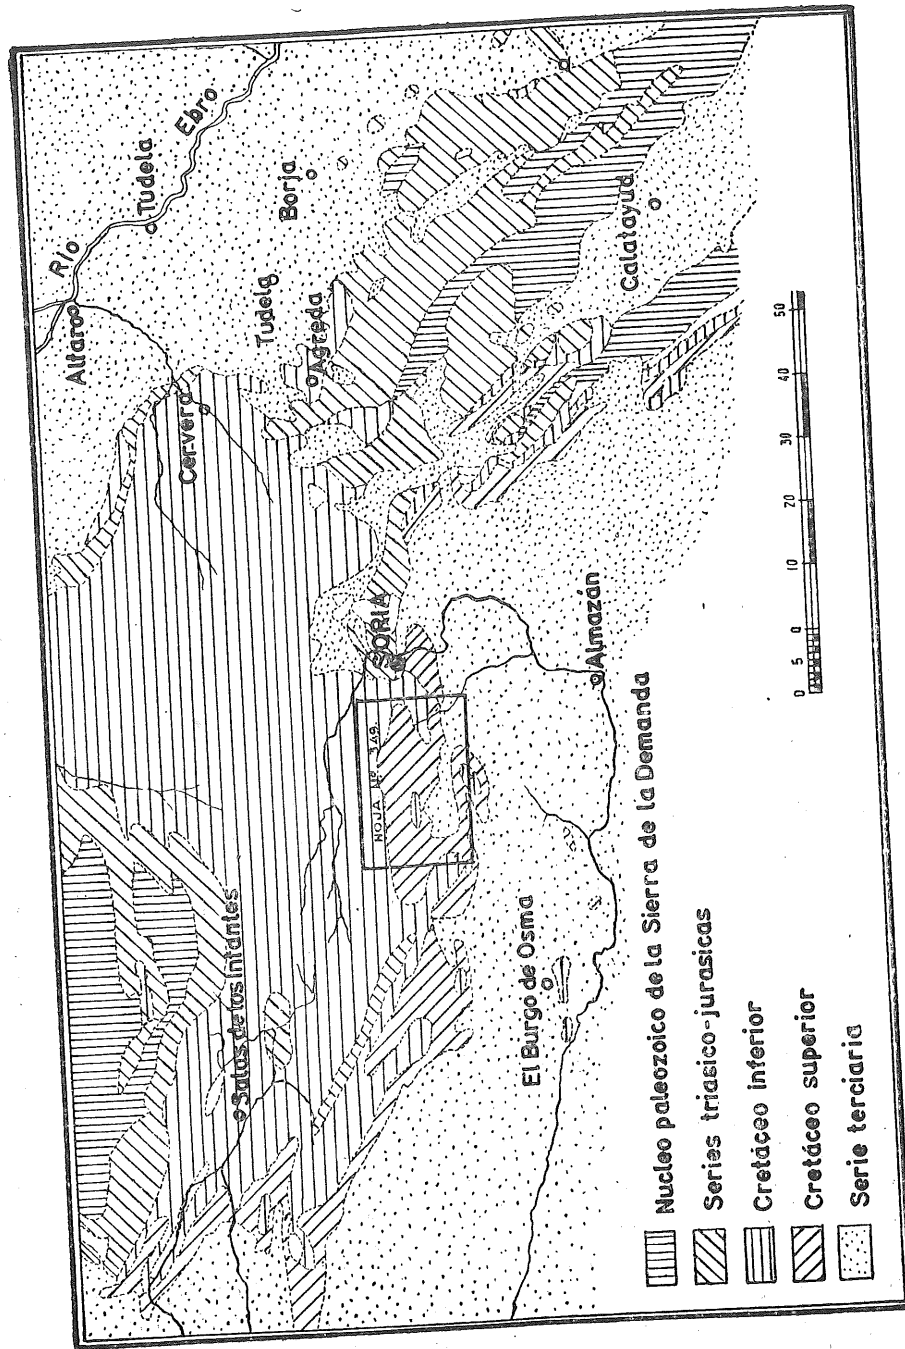 Río Ebro
Alfaro
Tudela
Tudela
Borja
Cervera
Agreda
SORIA
Calatayud
Almazán
HOJA Nº 349.
Salas de los Infantes
El Burgo de Osma
Nucleo paleozoico de la Sierra de la Demanda
Series triasico-jurasicas
Cretáceo inferior
Cretáceo superior
Serie terciaria
0 5 0 10 20 30 40 50